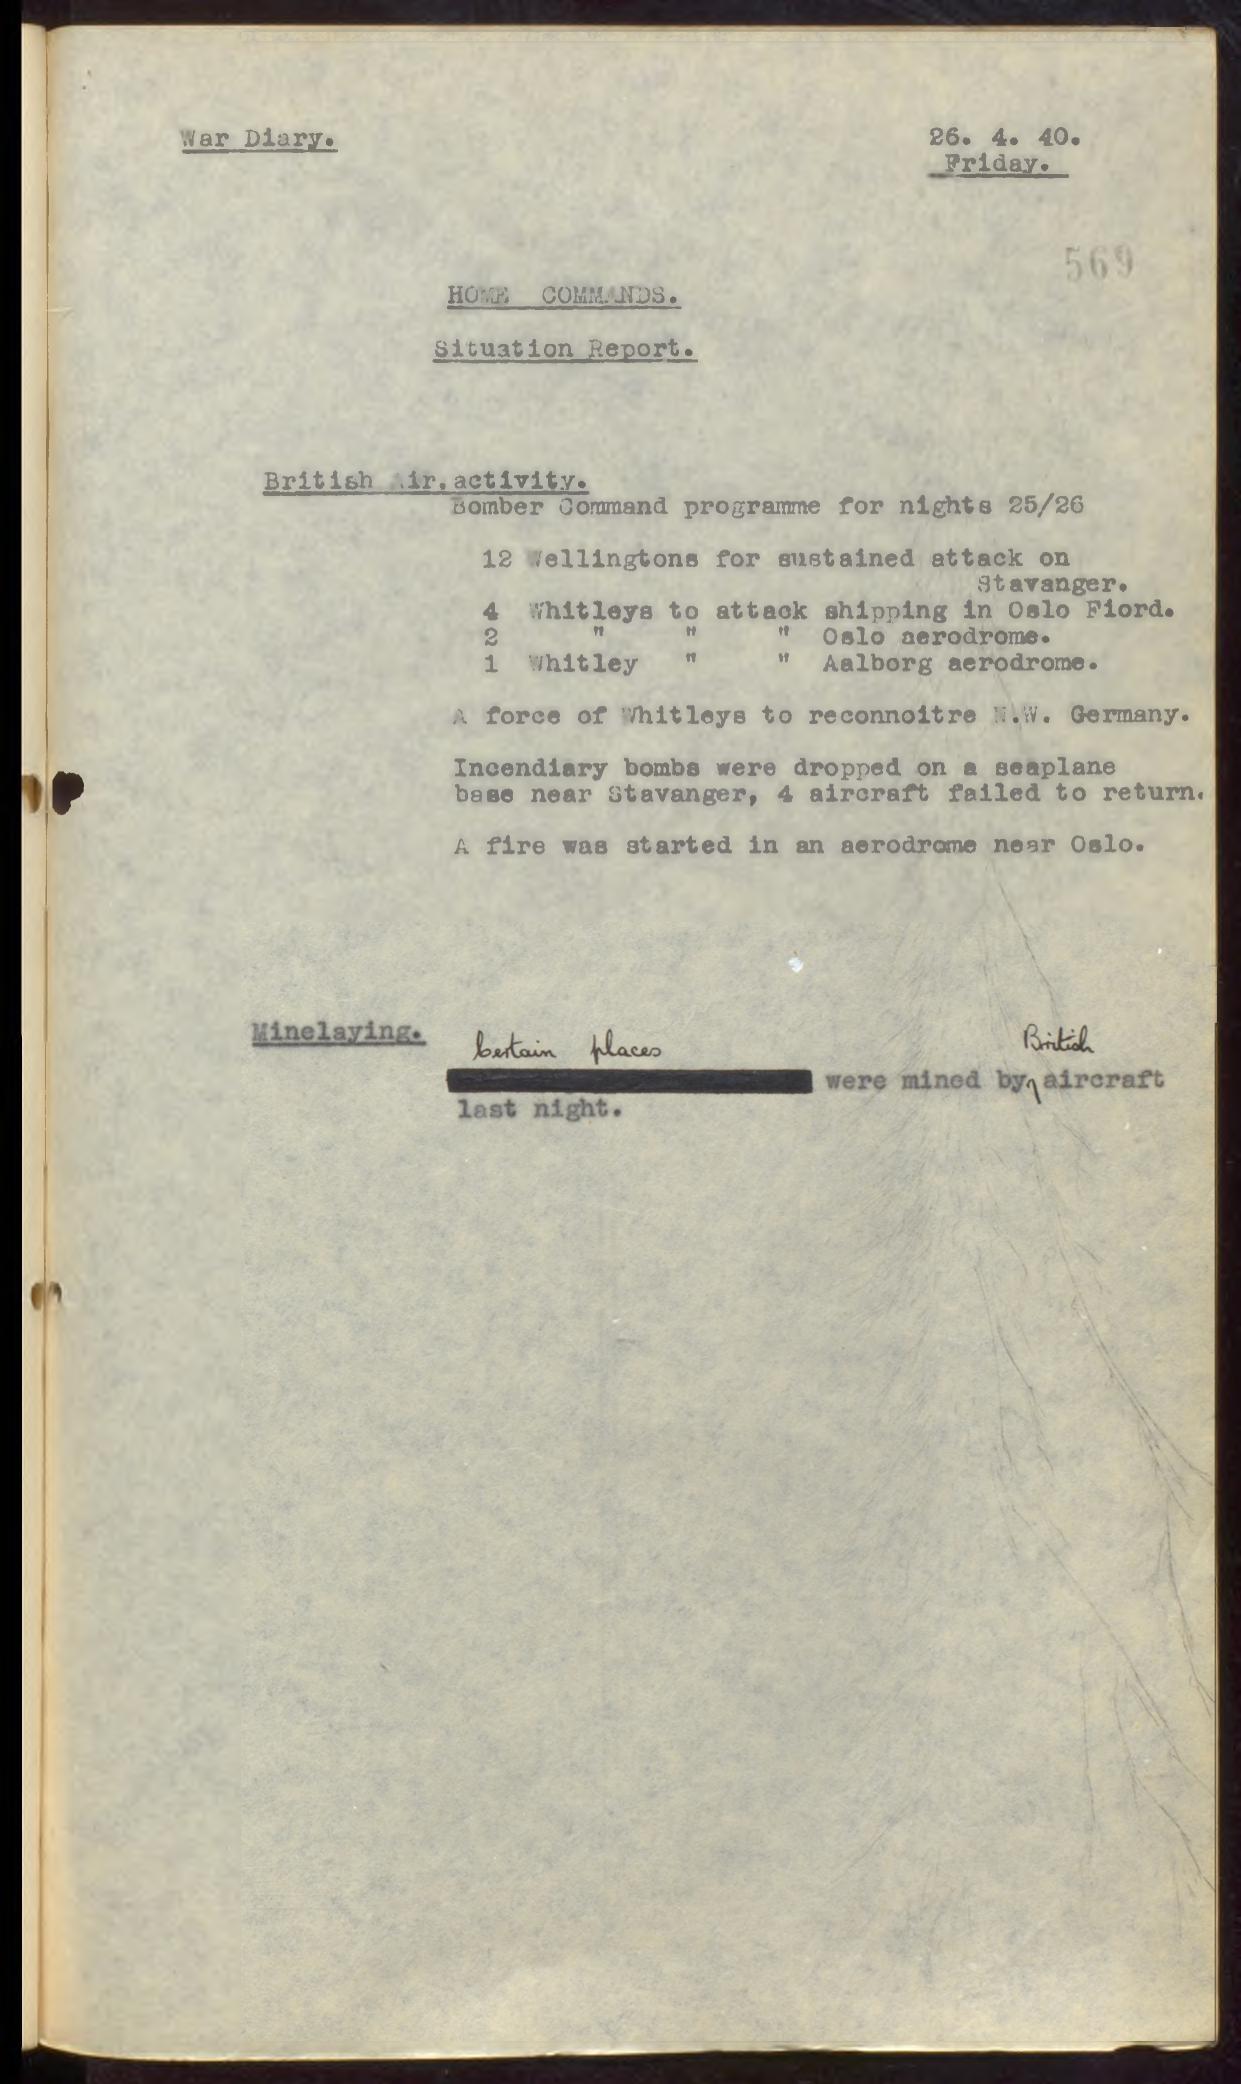 War Diary.
26. 4. 40.
Friday.
569
HOME COMMANDS.
Situation Report.
British Air.activity.
Bomber Command programme for nights 25/26
12 Wellingtons for sustained attack on
Stavanger.
4 Whitleys to attack shipping in Oslo Fiord.
2 " " " Oslo aerodrome.
1 Whitley " " Aalborg aerodrome.
A force of Whitleys to reconnoitre N.W. Germany.
Incendiary bombs were dropped on a seaplane
base near Stavanger, 4 aircraft failed to return.
A fire was started in an aerodrome near Oslo.
Minelaying.
Certain places British
were mined by aircraft
last night.